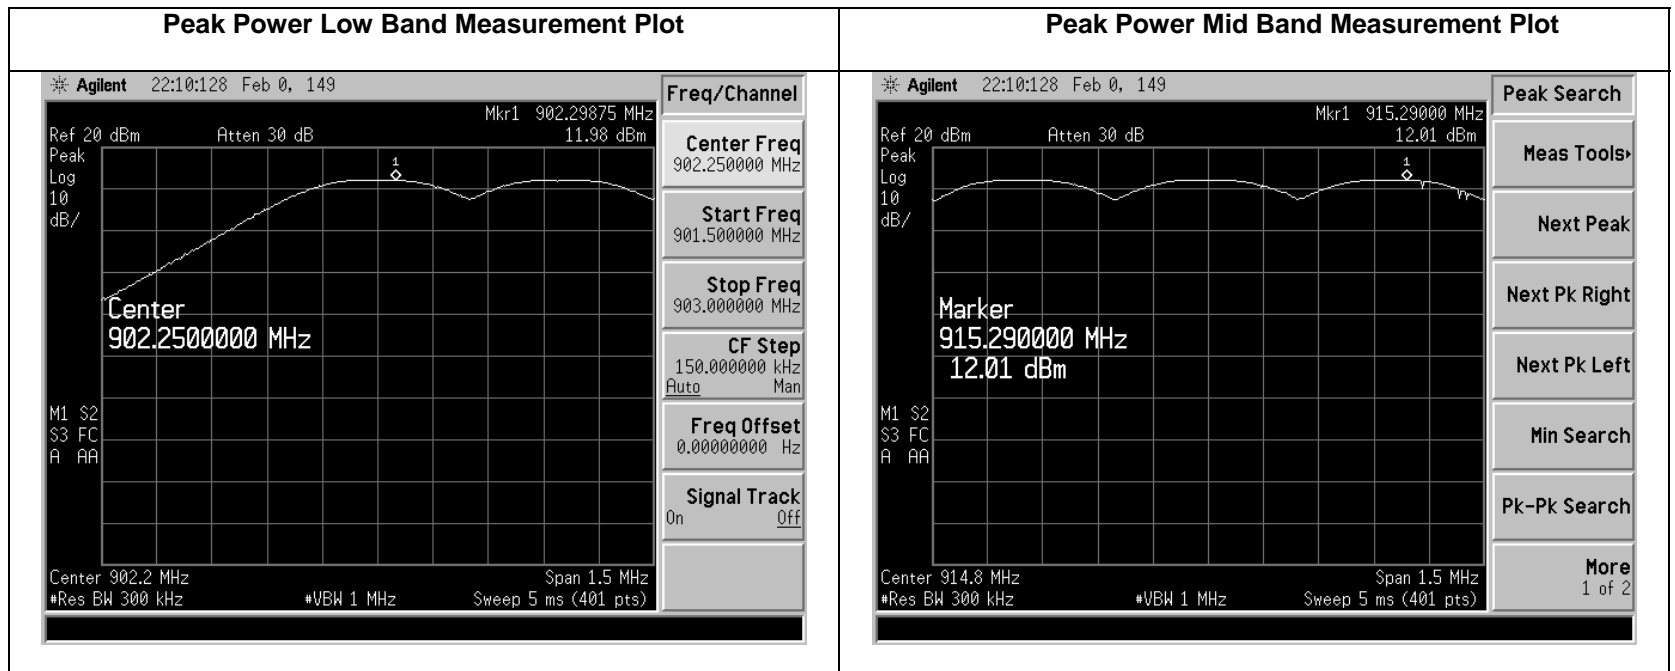 Peak Power Low Band Measurement Plot
Agilent 22:10:128 Feb 0, 149
Freq/Channel
Mkr1 902.29875 MHz
Ref 20 dBm Atten 30 dB 11.98 dBm
Peak
Log
10
dB/
1
Center
902.2500000 MHz
M1 S2
S3 FC
A AA
Center 902.2 MHz Span 1.5 MHz
#Res BW 300 kHz #VBW 1 MHz Sweep 5 ms (401 pts)
Center Freq
902.250000 MHz
Start Freq
901.500000 MHz
Stop Freq
903.000000 MHz
CF Step
150.000000 kHz
Auto Man
Freq Offset
0.00000000 Hz
Signal Track
On Off
Peak Power Mid Band Measurement Plot
Agilent 22:10:128 Feb 0, 149
Peak Search
Mkr1 915.29000 MHz
Ref 20 dBm Atten 30 dB 12.01 dBm
Peak
Log
10
dB/
1
Marker
915.290000 MHz
12.01 dBm
M1 S2
S3 FC
A AA
Center 914.8 MHz Span 1.5 MHz
#Res BW 300 kHz #VBW 1 MHz Sweep 5 ms (401 pts)
Meas Tools
Next Peak
Next Pk Right
Next Pk Left
Min Search
Pk-Pk Search
More
1 of 2